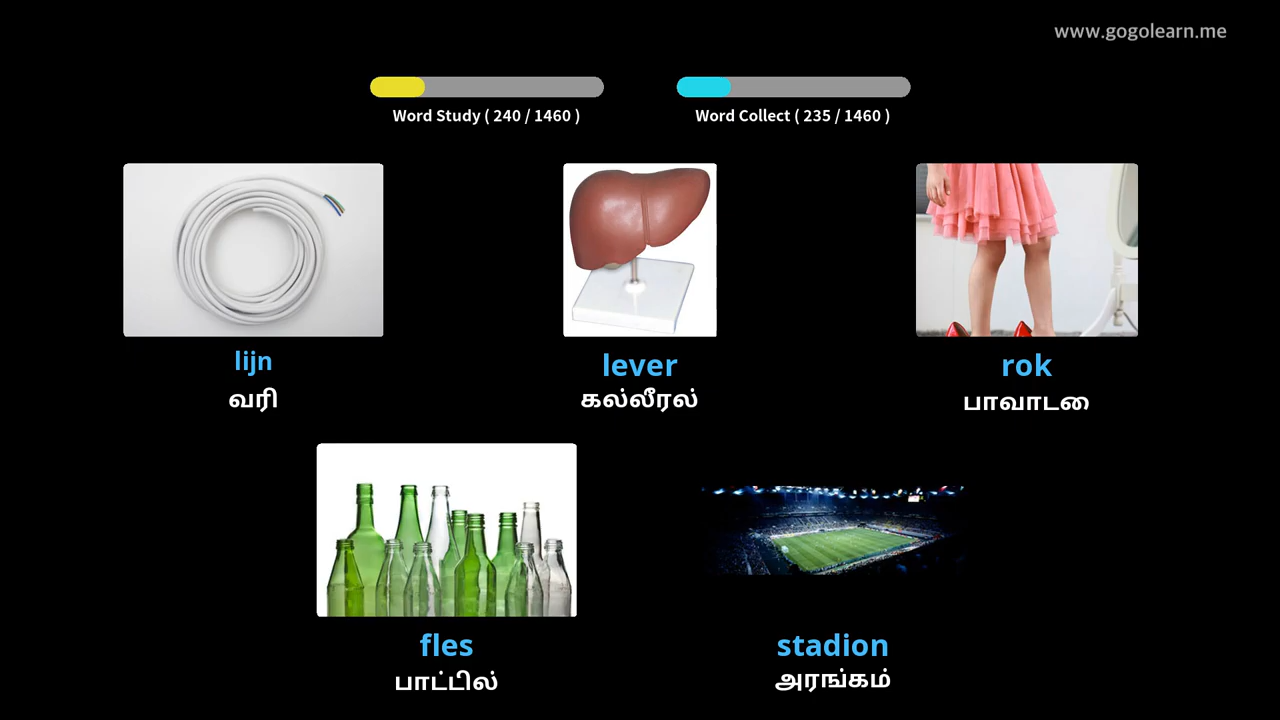 www.gogolearn.me
Word Study ( 240 / 1460 )
Word Collect ( 235 / 1460 )
lijn
வரி
lever
கல்லீரல்
rok
பாவாடை
fles
பாட்டில்
stadion
அரங்கம்